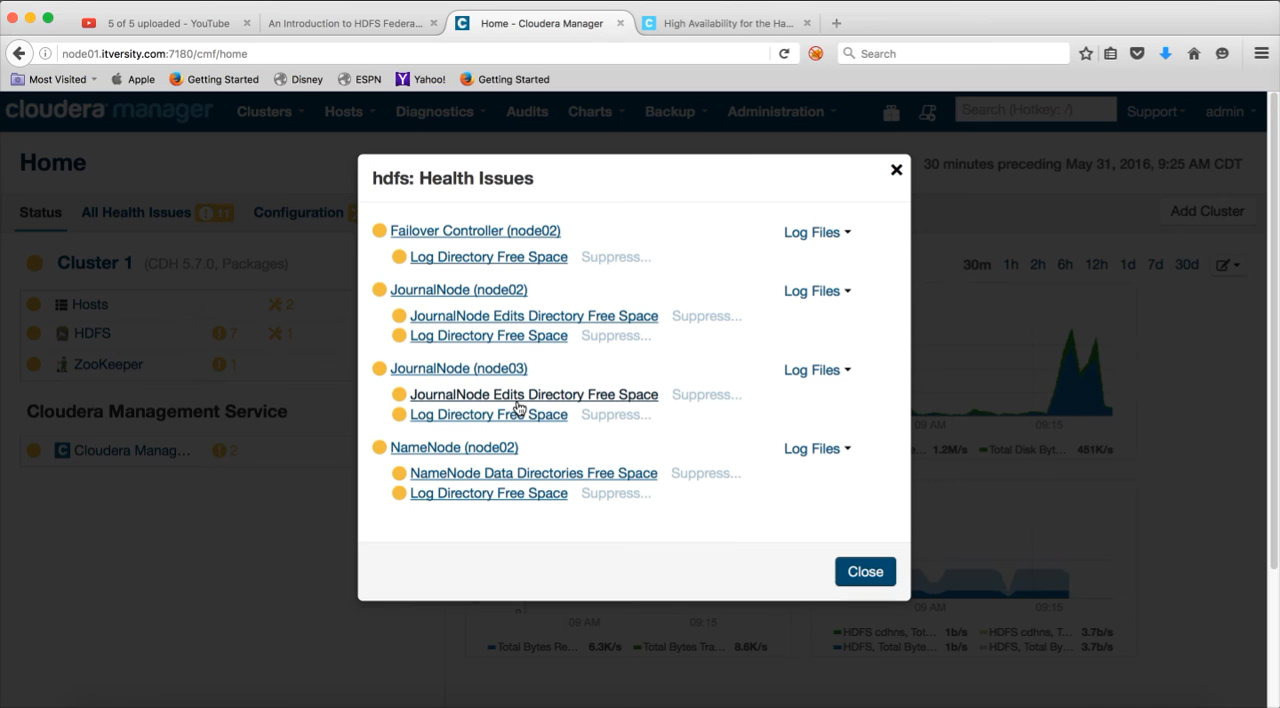 5 of 5 uploaded - YouTube
An Introduction to HDFS Federa...
Home - Cloudera Manager
High Availability for the Ha...
node01.itversity.com:7180/cmf/home
Search
Most Visited
Apple
Getting Started
Disney
ESPN
Yahoo!
Getting Started
cloudera manager
Clusters
Hosts
Diagnostics
Audits
Charts
Backup
Administration
Search (Hotkey: /)
Support
admin
Home
30 minutes preceding May 31, 2016, 9:25 AM CDT
Status
All Health Issues 11
Configuration
Add Cluster
Cluster 1 (CDH 5.7.0, Packages)
30m 1h 2h 6h 12h 1d 7d 30d
Hosts 2
HDFS 7 1
ZooKeeper 1
Cloudera Management Service
Cloudera Manag... 2
hdfs: Health Issues
Failover Controller (node02) Log Files
Log Directory Free Space Suppress...
JournalNode (node02) Log Files
JournalNode Edits Directory Free Space Suppress...
Log Directory Free Space Suppress...
JournalNode (node03) Log Files
JournalNode Edits Directory Free Space Suppress...
Log Directory Free Space Suppress...
NameNode (node02) Log Files
NameNode Data Directories Free Space Suppress...
Log Directory Free Space Suppress...
Close
09 AM 09:15
e... 1.2M/s Total Disk Byt... 451K/s
09 AM 09:15
09 AM 09:15
Total Bytes Re... 6.3K/s Total Bytes Tra... 8.6K/s
HDFS cdhns, Tot... 1b/s HDFS cdhns, T... 3.7b/s
HDFS, Total Byte... 1b/s HDFS, Total By... 3.7b/s